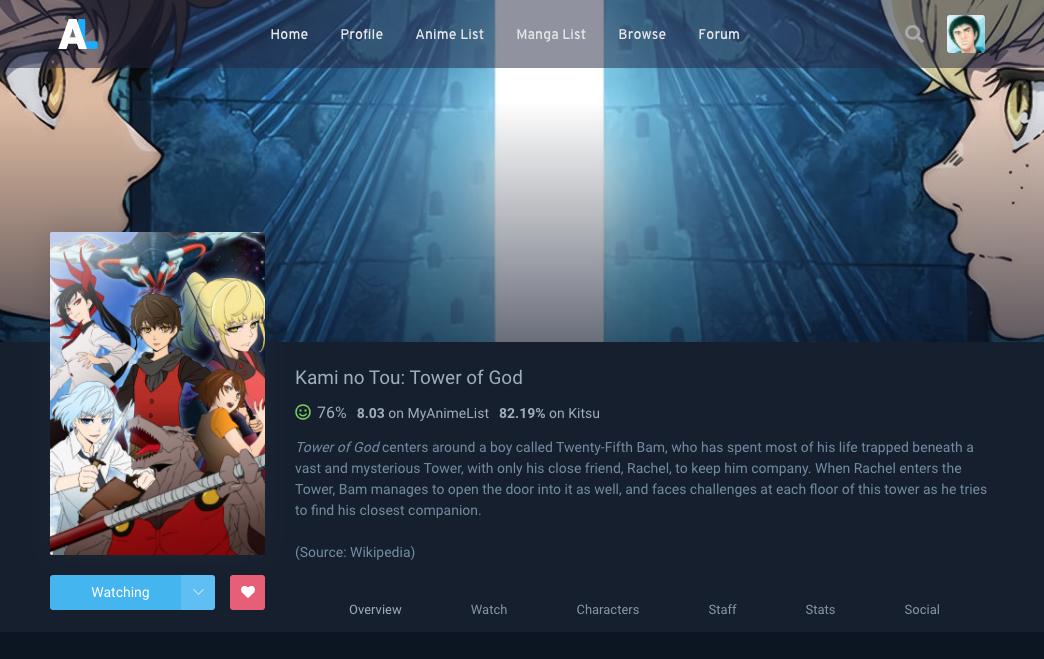 AL
Home Profile Anime List Manga List Browse Forum
Kami no Tou: Tower of God
76% 8.03 on MyAnimeList 82.19% on Kitsu
Tower of God centers around a boy called Twenty-Fifth Bam, who has spent most of his life trapped beneath a
vast and mysterious Tower, with only his close friend, Rachel, to keep him company. When Rachel enters the
Tower, Bam manages to open the door into it as well, and faces challenges at each floor of this tower as he tries
to find his closest companion.
(Source: Wikipedia)
Watching
Overview Watch Characters Staff Stats Social